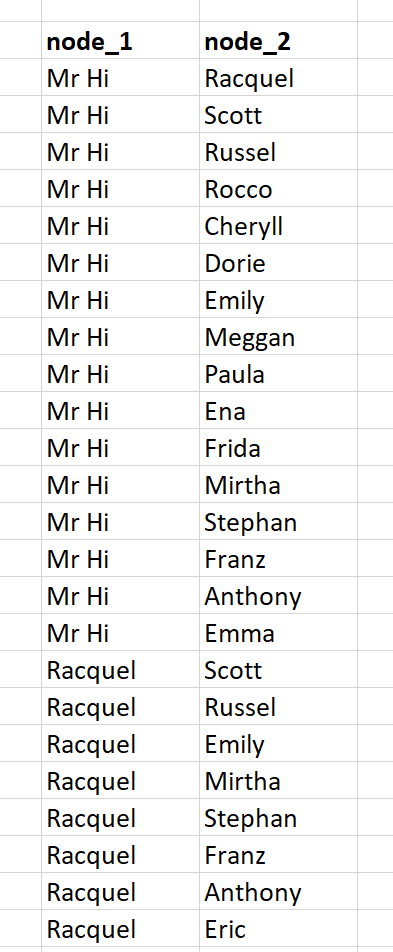 node_1 node_2
Mr Hi Racquel
Mr Hi Scott
Mr Hi Russel
Mr Hi Rocco
Mr Hi Cheryll
Mr Hi Dorie
Mr Hi Emily
Mr Hi Meggan
Mr Hi Paula
Mr Hi Ena
Mr Hi Frida
Mr Hi Mirtha
Mr Hi Stephan
Mr Hi Franz
Mr Hi Anthony
Mr Hi Emma
Racquel Scott
Racquel Russel
Racquel Emily
Racquel Mirtha
Racquel Stephan
Racquel Franz
Racquel Anthony
Racquel Eric